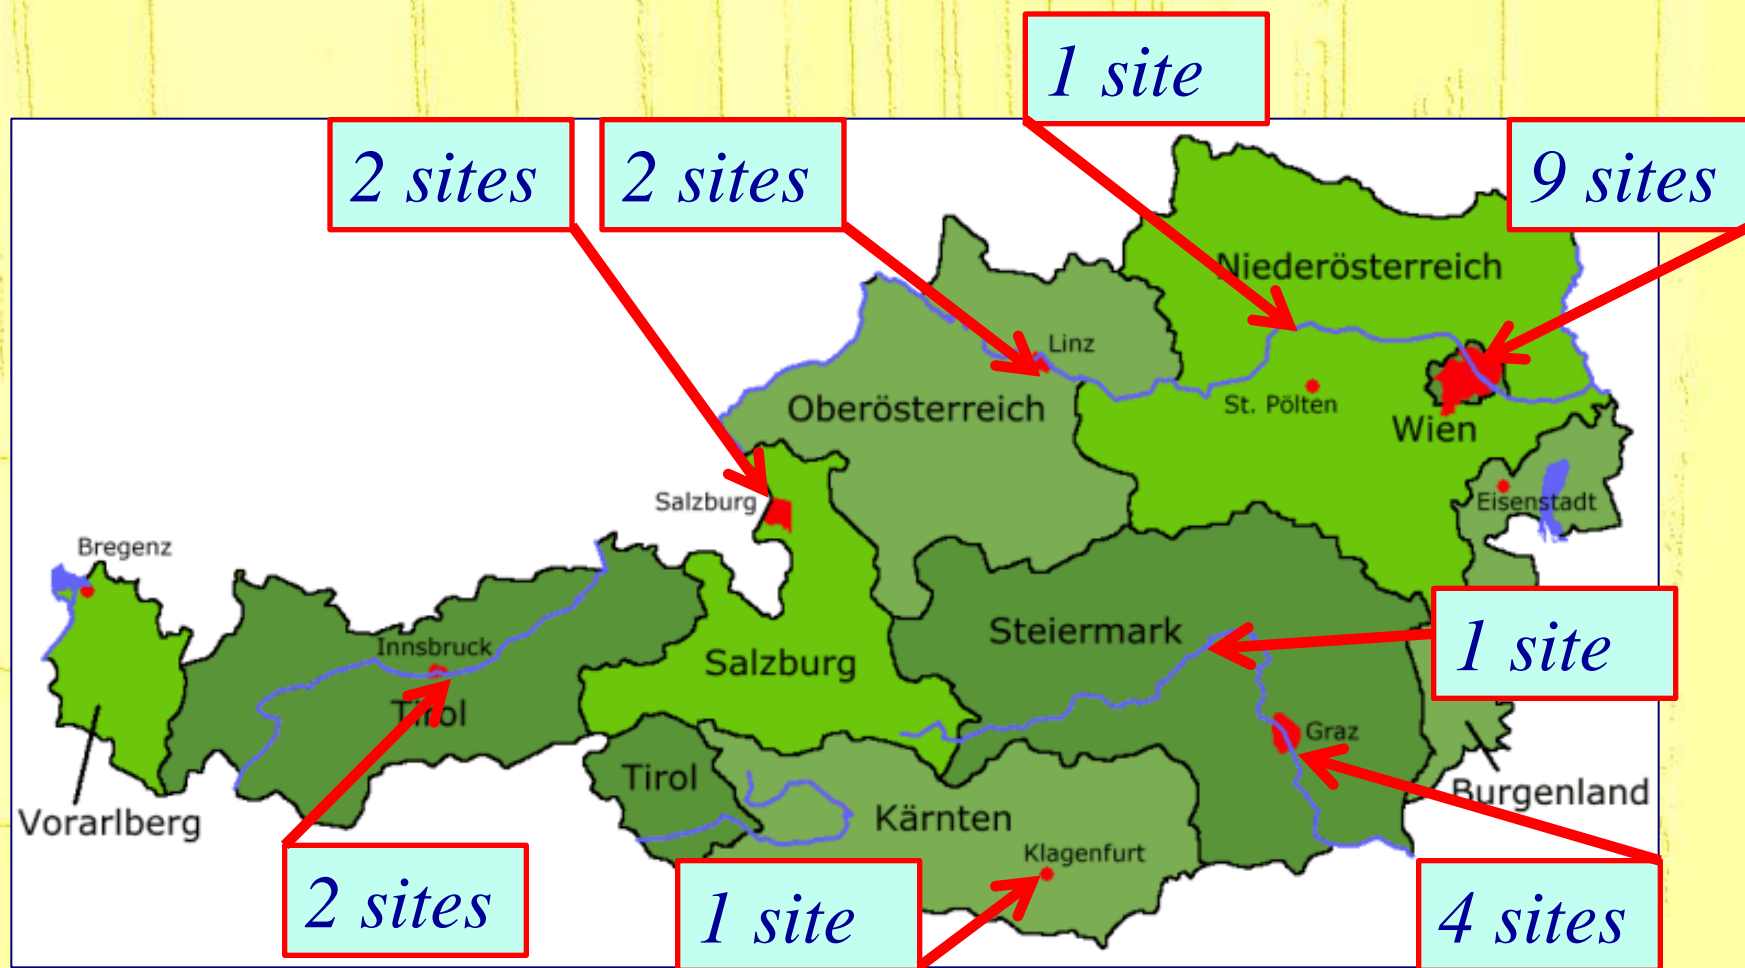 1 site
2 sites
2 sites
9 sites
Niederösterreich
Linz
Oberösterreich
St. Pölten
Wien
Salzburg
Eisenstadt
Bregenz
Innsbruck
Steiermark
1 site
Salzburg
Tirol
Graz
Tirol
Burgenland
Vorarlberg
Kärnten
Klagenfurt
2 sites
1 site
4 sites